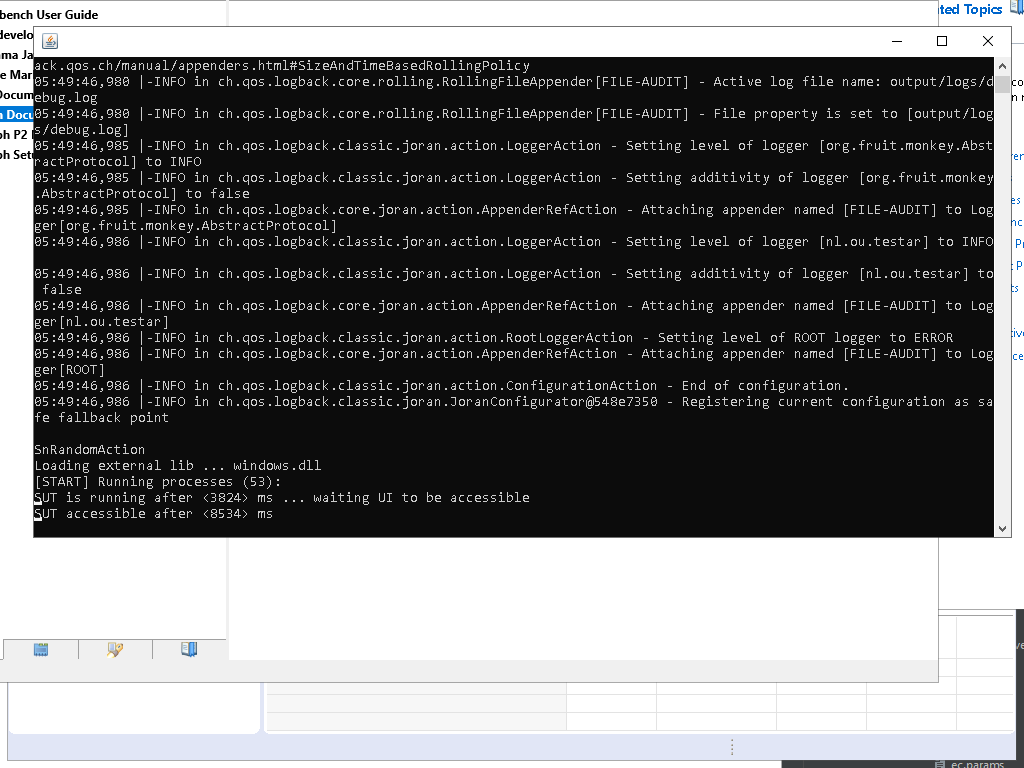 bench User Guide
ted Topics
develo
ma Ja
e Mar
Docum
n Docu
ph P2
ph Setu
ack.qos.ch/manual/appenders.html#SizeAndTimeBasedRollingPolicy
05:49:46,980 |-INFO in ch.qos.logback.core.rolling.RollingFileAppender[FILE-AUDIT] - Active log file name: output/logs/d
ebug.log
05:49:46,980 |-INFO in ch.qos.logback.core.rolling.RollingFileAppender[FILE-AUDIT] - File property is set to [output/log
s/debug.log]
05:49:46,985 |-INFO in ch.qos.logback.classic.joran.action.LoggerAction - Setting level of logger [org.fruit.monkey.Abst
ractProtocol] to INFO
05:49:46,985 |-INFO in ch.qos.logback.classic.joran.action.LoggerAction - Setting additivity of logger [org.fruit.monkey
.AbstractProtocol] to false
05:49:46,985 |-INFO in ch.qos.logback.core.joran.action.AppenderRefAction - Attaching appender named [FILE-AUDIT] to Log
ger[org.fruit.monkey.AbstractProtocol]
05:49:46,986 |-INFO in ch.qos.logback.classic.joran.action.LoggerAction - Setting level of logger [nl.ou.testar] to INFO
05:49:46,986 |-INFO in ch.qos.logback.classic.joran.action.LoggerAction - Setting additivity of logger [nl.ou.testar] to
false
05:49:46,986 |-INFO in ch.qos.logback.core.joran.action.AppenderRefAction - Attaching appender named [FILE-AUDIT] to Log
ger[nl.ou.testar]
05:49:46,986 |-INFO in ch.qos.logback.classic.joran.action.RootLoggerAction - Setting level of ROOT logger to ERROR
05:49:46,986 |-INFO in ch.qos.logback.core.joran.action.AppenderRefAction - Attaching appender named [FILE-AUDIT] to Log
ger[ROOT]
05:49:46,986 |-INFO in ch.qos.logback.classic.joran.action.ConfigurationAction - End of configuration.
05:49:46,986 |-INFO in ch.qos.logback.classic.joran.JoranConfigurator@548e7350 - Registering current configuration as sa
fe fallback point
SnRandomAction
Loading external lib ... windows.dll
[START] Running processes (53):
SUT is running after <3824> ms ... waiting UI to be accessible
SUT accessible after <8534> ms
ec.params